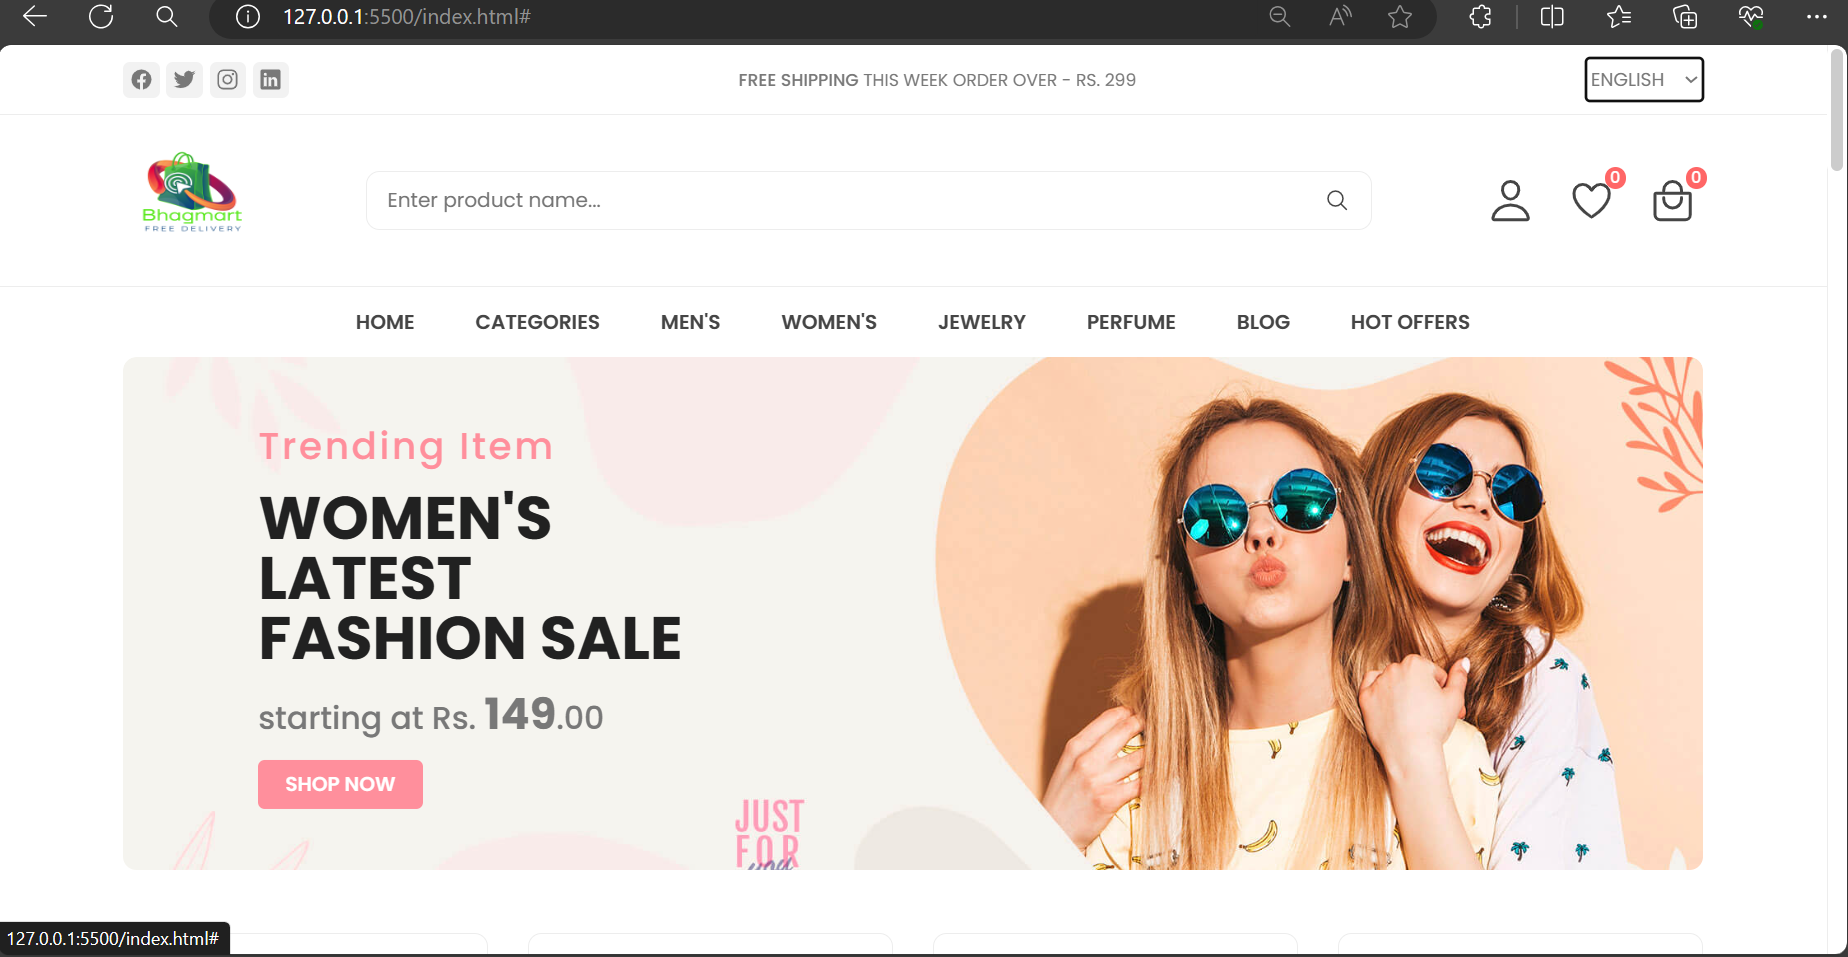 127.0.0.1:5500/index.html#
FREE SHIPPING THIS WEEK ORDER OVER - RS. 299
ENGLISH
Bhagmart
FREE DELIVERY
Enter product name...
0
0
HOME CATEGORIES MEN'S WOMEN'S JEWELRY PERFUME BLOG HOT OFFERS
Trending Item
WOMEN'S
LATEST
FASHION SALE
starting at Rs. 149.00
SHOP NOW
JUST
FOR
you
127.0.0.1:5500/index.html#